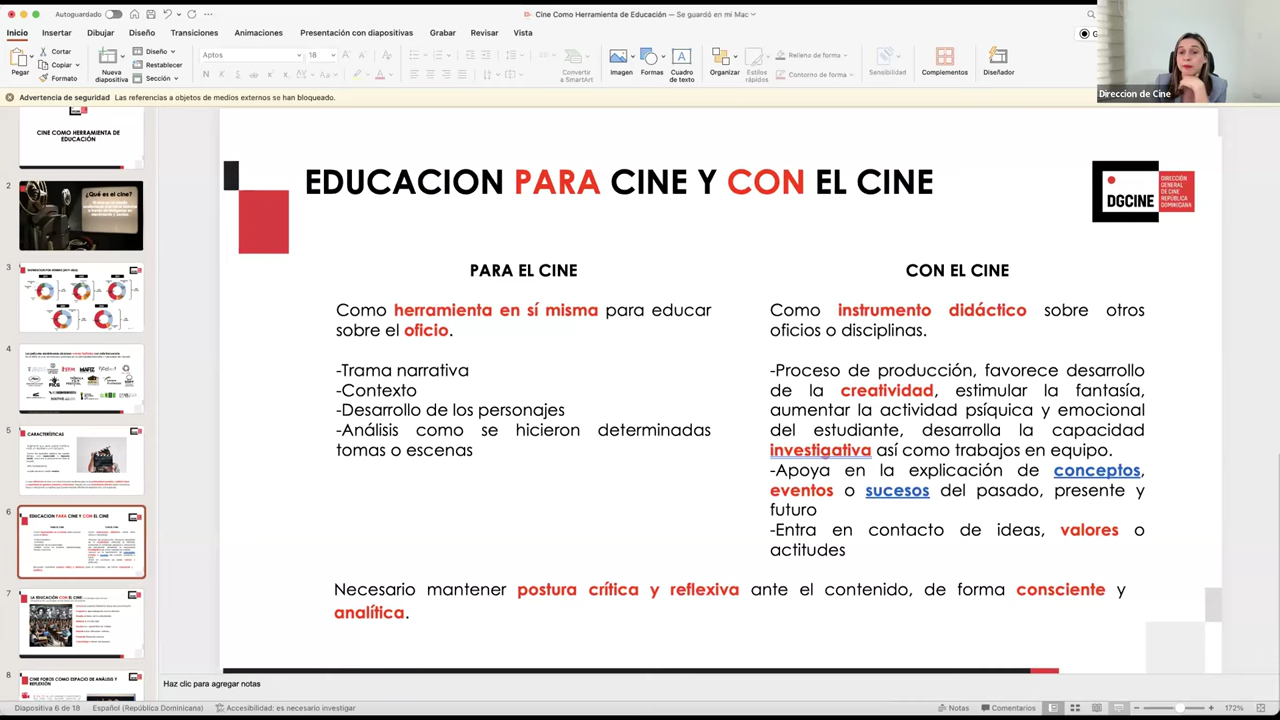 Autoguardado
Cine Como Herramienta de Educación — Se guardó en mi Mac
Inicio Insertar Dibujar Diseño Transiciones Animaciones Presentación con diapositivas Grabar Revisar Vista
Pegar
Cortar
Copiar
Formato
Nueva diapositiva
Diseño
Restablecer
Sección
Aptos 18
Convertir a SmartArt
Imagen
Formas
Cuadro de texto
Organizar
Estilos rápidos
Relleno de forma
Contorno de forma
Sensibilidad
Complementos
Diseñador
Direccion de Cine
Advertencia de seguridad Las referencias a objetos de medios externos se han bloqueado.
CINE COMO HERRAMIENTA DE
EDUCACIÓN
2
¿Qué es el cine?
3
4
5
CARACTERÍSTICAS
6
EDUCACION PARA CINE Y CON EL CINE
7
LA EDUCACIÓN CON EL CINE
8
CINE FOROS COMO ESPACIO DE ANÁLISIS Y
REFLEXIÓN
EDUCACION PARA CINE Y CON EL CINE
DGCINE
DIRECCIÓN
GENERAL
DE CINE
REPÚBLICA
DOMINICANA
PARA EL CINE
Como herramienta en sí misma para educar
sobre el oficio.
-Trama narrativa
-Contexto
-Desarrollo de los personajes
-Análisis como se hicieron determinadas
tomas o escenas
CON EL CINE
Como instrumento didáctico sobre otros
oficios o disciplinas.
-Proceso de producción, favorece desarrollo
de la creatividad, estimular la fantasía,
aumentar la actividad psíquica y emocional
del estudiante, desarrolla la capacidad
investigativa así como trabajos en equipo.
-Apoya en la explicación de conceptos,
eventos o sucesos del pasado, presente y
futuro
-Entrar en contacto con ideas, valores o
actitudes
Necesario mantener postura crítica y reflexiva ante el contenido, de forma consciente y
analítica.
Haz clic para agregar notas
Diapositiva 6 de 18 Español (República Dominicana) Accesibilidad: es necesario investigar Notas Comentarios 172%